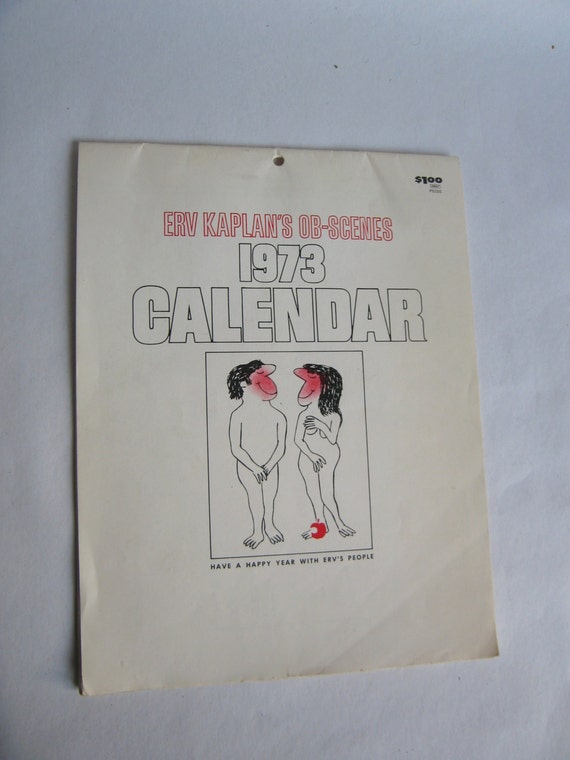 $1.00
ERV KAPLAN'S OB-SCENES
1973
CALENDAR
HAVE A HAPPY YEAR WITH ERV'S PEOPLE